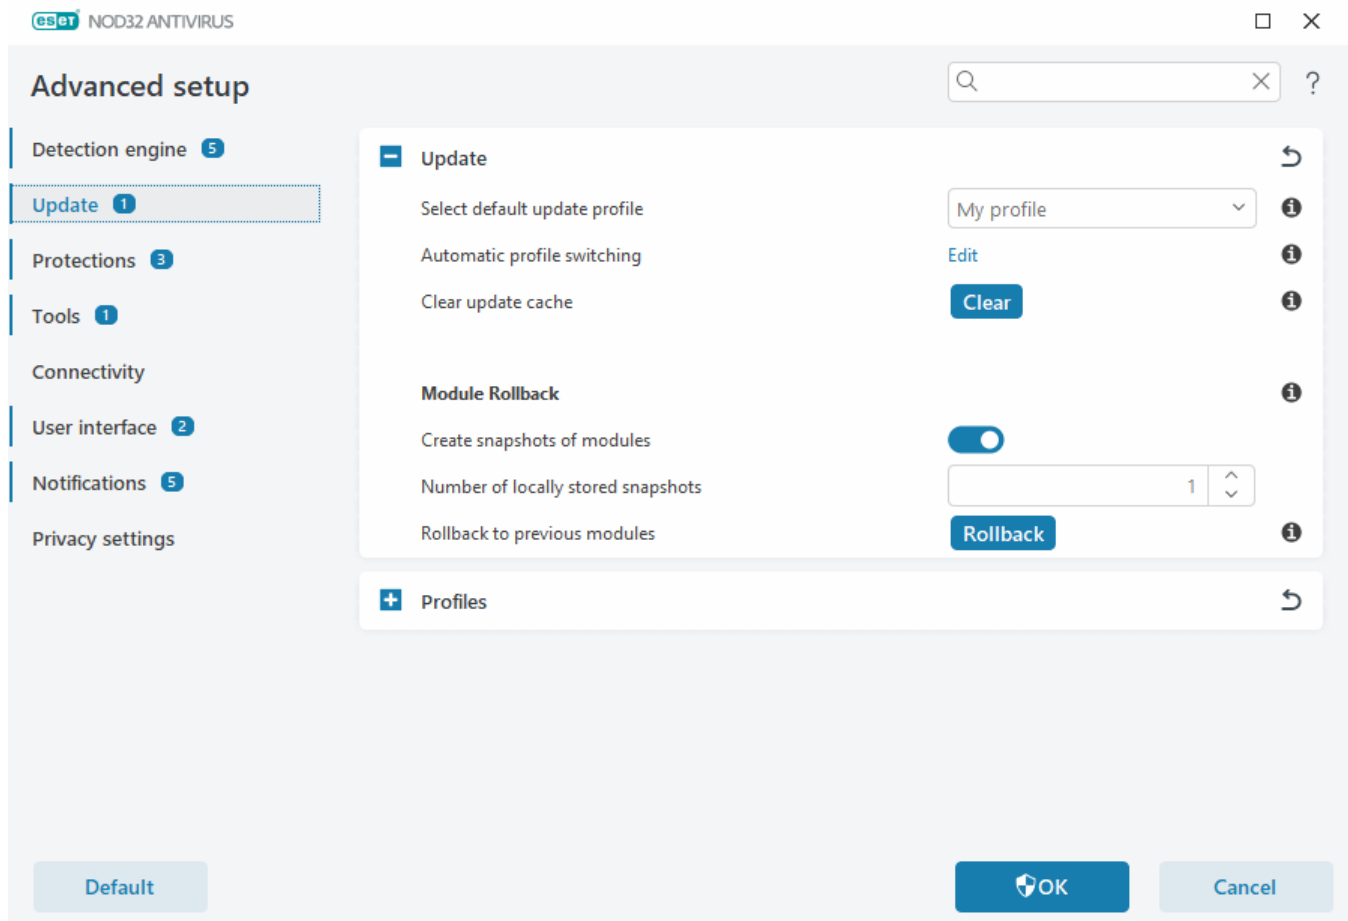 eseT NOD32 ANTIVIRUS
Advanced setup
?
Detection engine 5
Update 1
Protections 3
Tools 1
Connectivity
User interface 2
Notifications 5
Privacy settings
Update
Select default update profile My profile
Automatic profile switching Edit
Clear update cache Clear
Module Rollback
Create snapshots of modules
Number of locally stored snapshots 1
Rollback to previous modules Rollback
Profiles
Default OK Cancel